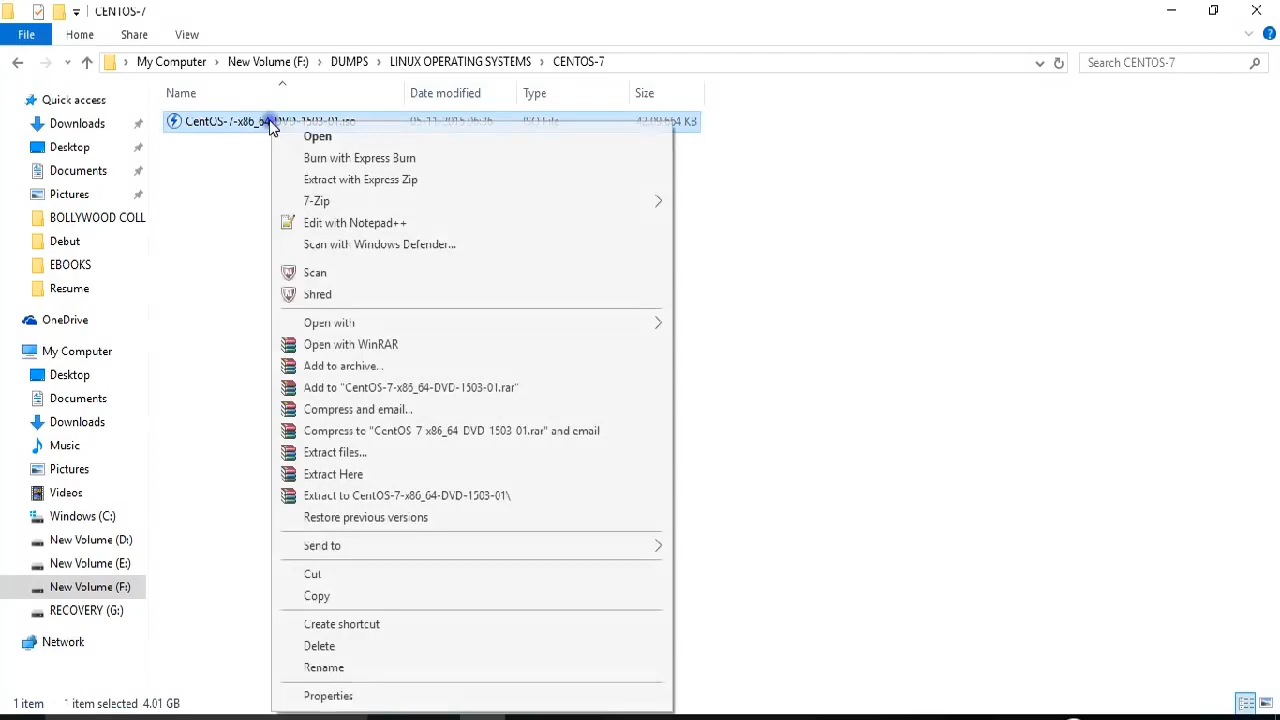 CENTOS-7
File Home Share View
My Computer New Volume (F:) DUMPS LINUX OPERATING SYSTEMS CENTOS-7 Search CENTOS-7
Name Date modified Type Size
Quick access
Downloads
Desktop
Documents
Pictures
BOLLYWOOD COLL
Debut
EBOOKS
Resume
OneDrive
My Computer
Desktop
Documents
Downloads
Music
Pictures
Videos
Windows (C:)
New Volume (D:)
New Volume (E:)
New Volume (F:)
RECOVERY (G:)
Network
CentOS-7-x86_64-DVD-1503-01.iso
Open
Burn with Express Burn
Extract with Express Zip
7-Zip
Edit with Notepad++
Scan with Windows Defender...
Scan
Shred
Open with
Open with WinRAR
Add to archive...
Add to "CentOS-7-x86_64-DVD-1503-01.rar"
Compress and email...
Compress to "CentOS-7-x86_64-DVD-1503-01.rar" and email
Extract files...
Extract Here
Extract to CentOS-7-x86_64-DVD-1503-01\
Restore previous versions
Send to
Cut
Copy
Create shortcut
Delete
Rename
Properties
1 item 1 item selected 4.01 GB